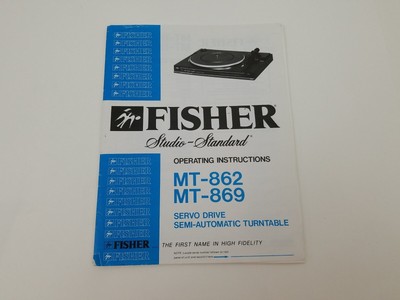 FISHER
Studio-Standard
OPERATING INSTRUCTIONS
MT-862
MT-869
SERVO DRIVE
SEMI-AUTOMATIC TURNTABLE
FISHER
THE FIRST NAME IN HIGH FIDELITY